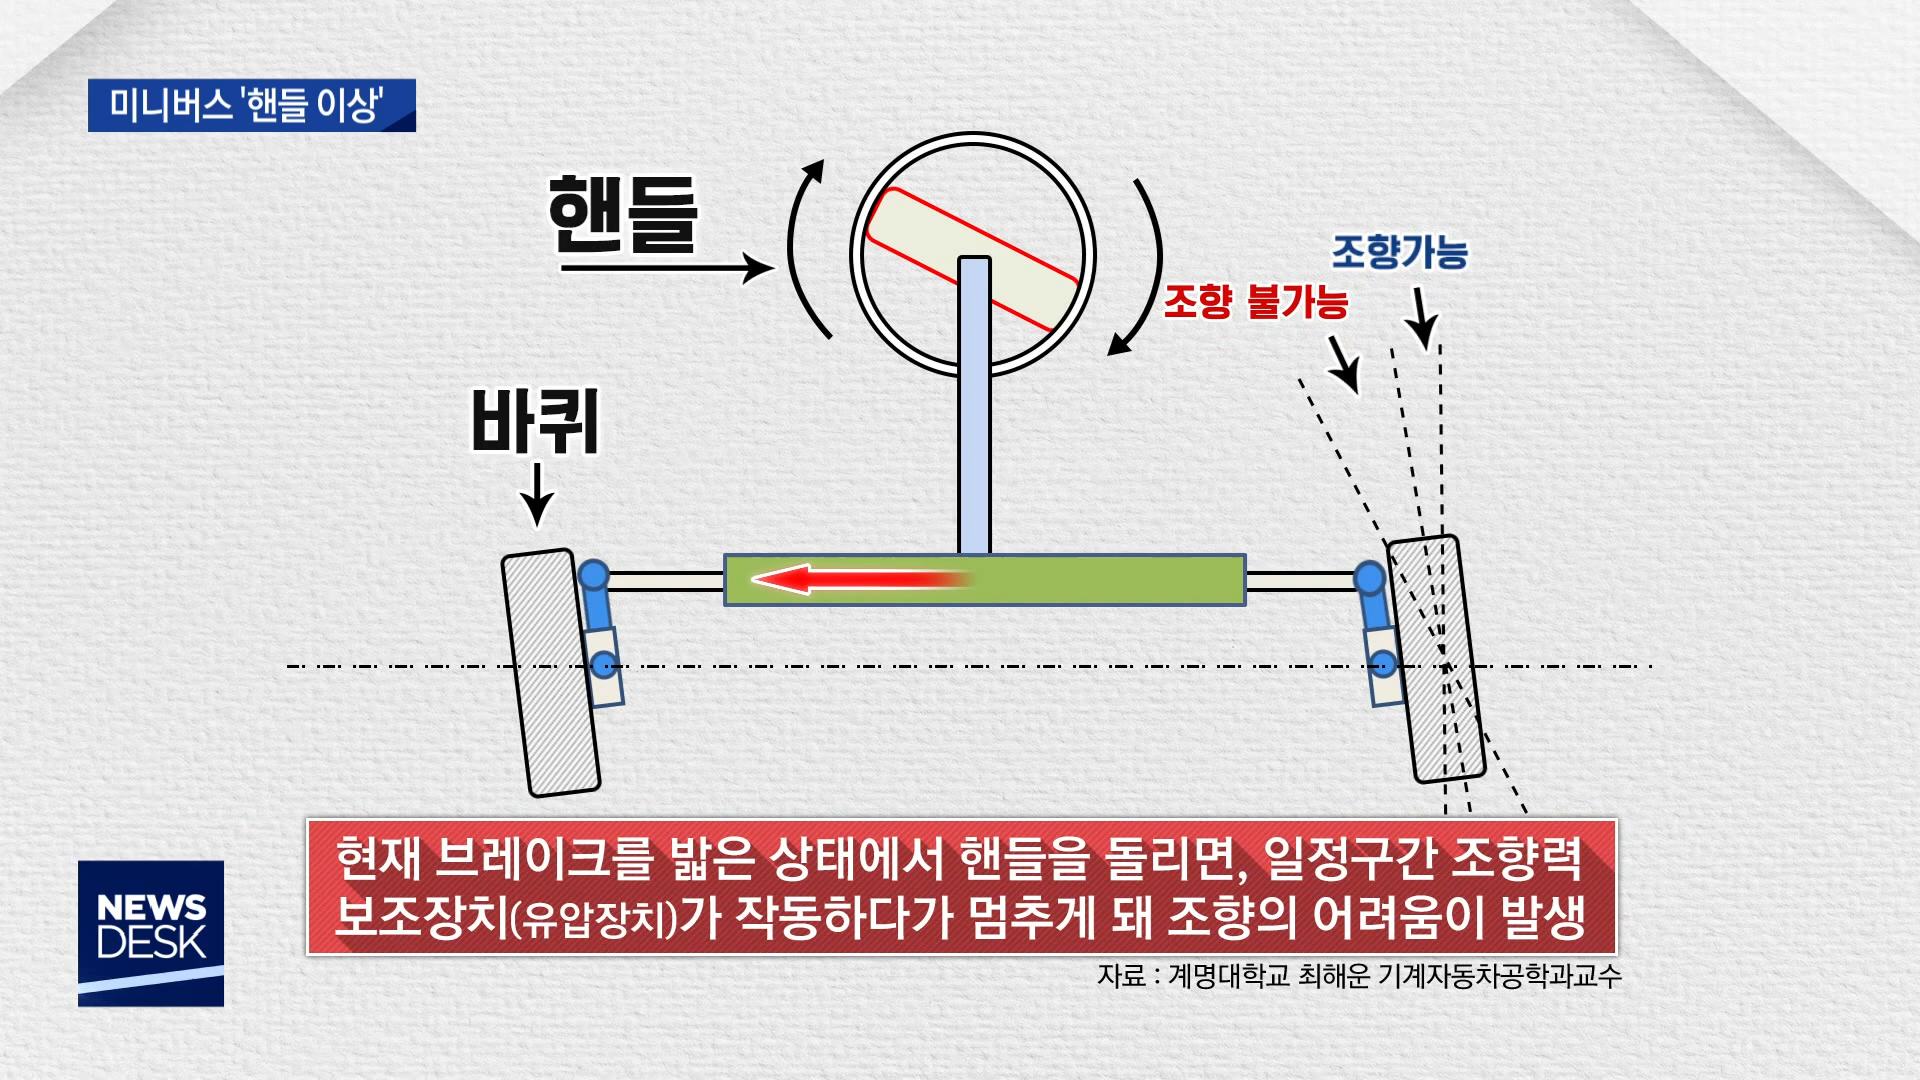 미니버스 '핸들 이상'
핸들
조향가능
조향 불가능
바퀴
현재 브레이크를 밟은 상태에서 핸들을 돌리면, 일정구간 조향력
보조장치(유압장치)가 작동하다가 멈추게 돼 조향의 어려움이 발생
NEWS
DESK
자료 : 계명대학교 최해운 기계자동차공학과교수